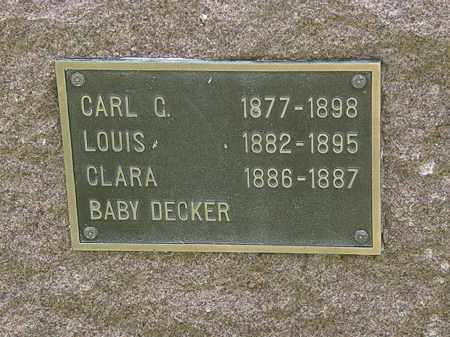 CARL G. 1877-1898
LOUIS 1882-1895
CLARA 1886-1887
BABY DECKER